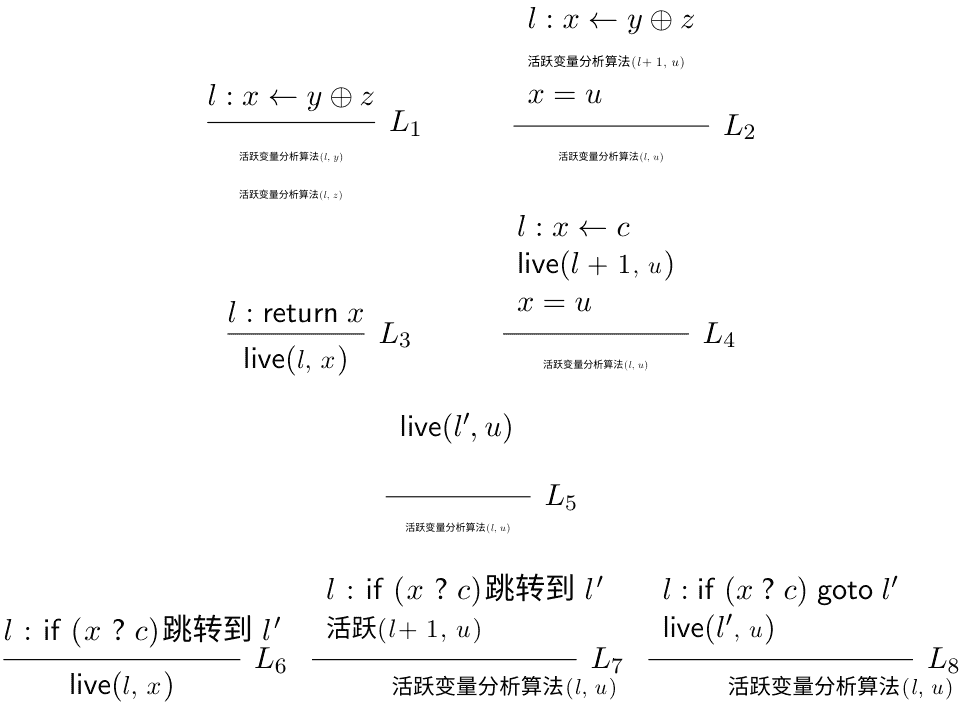 l : x ← y ⊕ z
活跃变量分析算法(l, y)
活跃变量分析算法(l, z)
L₁
l : x ← y ⊕ z
活跃变量分析算法(l+ 1, u)
x = u
活跃变量分析算法(l, u)
L₂
l : return x
live(l, x)
L₃
l : x ← c
live(l + 1, u)
x = u
活跃变量分析算法(l, u)
L₄
live(l′, u)
活跃变量分析算法(l, u)
L₅
l : if (x ? c)跳转到 l′
live(l, x)
L₆
l : if (x ? c)跳转到 l′
活跃(l+ 1, u)
活跃变量分析算法(l, u)
L₇
l : if (x ? c) goto l′
live(l′, u)
活跃变量分析算法(l, u)
L₈